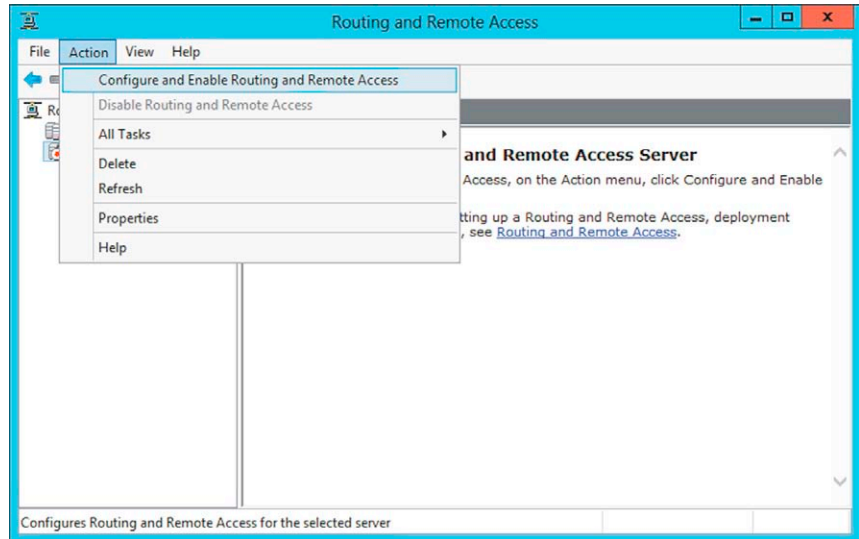 Routing and Remote Access
File Action View Help
Configure and Enable Routing and Remote Access
Disable Routing and Remote Access
All Tasks
Delete
Refresh
Properties
Help
and Remote Access Server
Access, on the Action menu, click Configure and Enable
tting up a Routing and Remote Access, deployment
, see Routing and Remote Access.
Configures Routing and Remote Access for the selected server